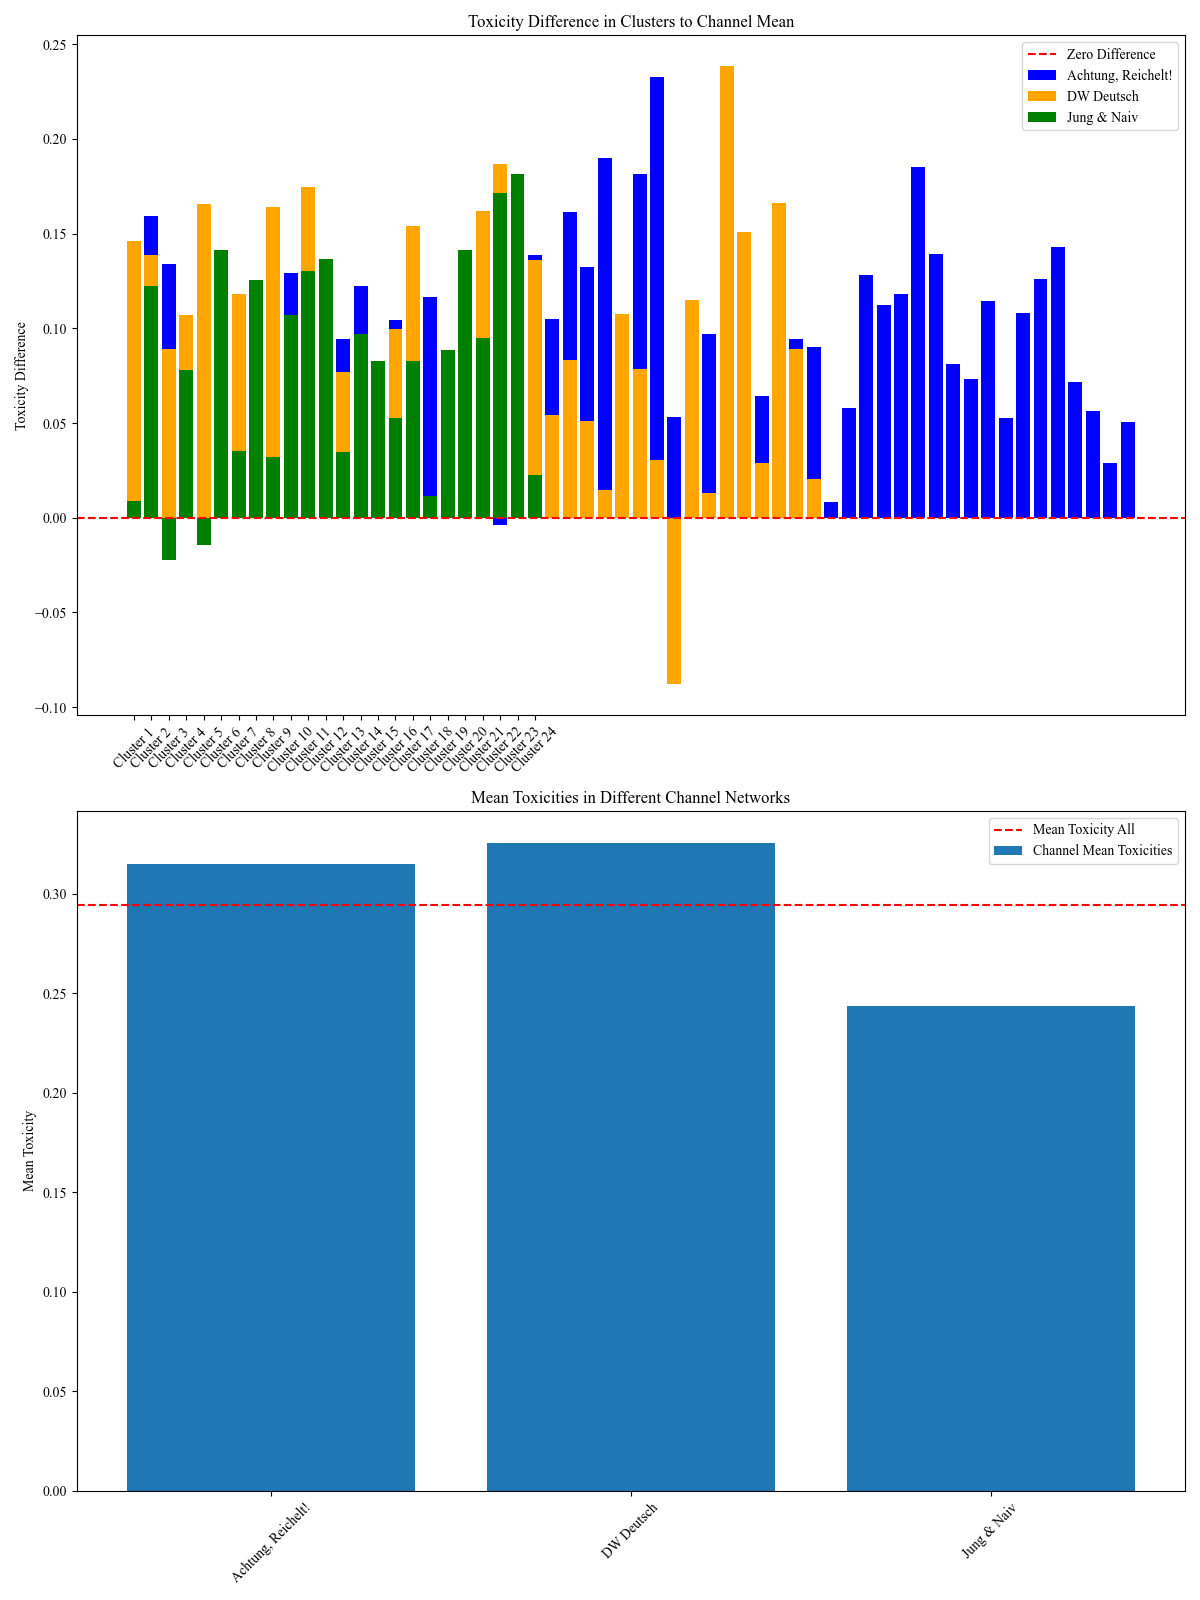 Toxicity Difference in Clusters to Channel Mean
Toxicity Difference
0.25
0.20
0.15
0.10
0.05
0.00
−0.05
−0.10
Zero Difference
Achtung, Reichelt!
DW Deutsch
Jung & Naiv
Cluster 1
Cluster 2
Cluster 3
Cluster 4
Cluster 5
Cluster 6
Cluster 7
Cluster 8
Cluster 9
Cluster 10
Cluster 11
Cluster 12
Cluster 13
Cluster 14
Cluster 15
Cluster 16
Cluster 17
Cluster 18
Cluster 19
Cluster 20
Cluster 21
Cluster 22
Cluster 23
Cluster 24
Mean Toxicities in Different Channel Networks
Mean Toxicity
0.30
0.25
0.20
0.15
0.10
0.05
0.00
Mean Toxicity All
Channel Mean Toxicities
Achtung, Reichelt!
DW Deutsch
Jung & Naiv